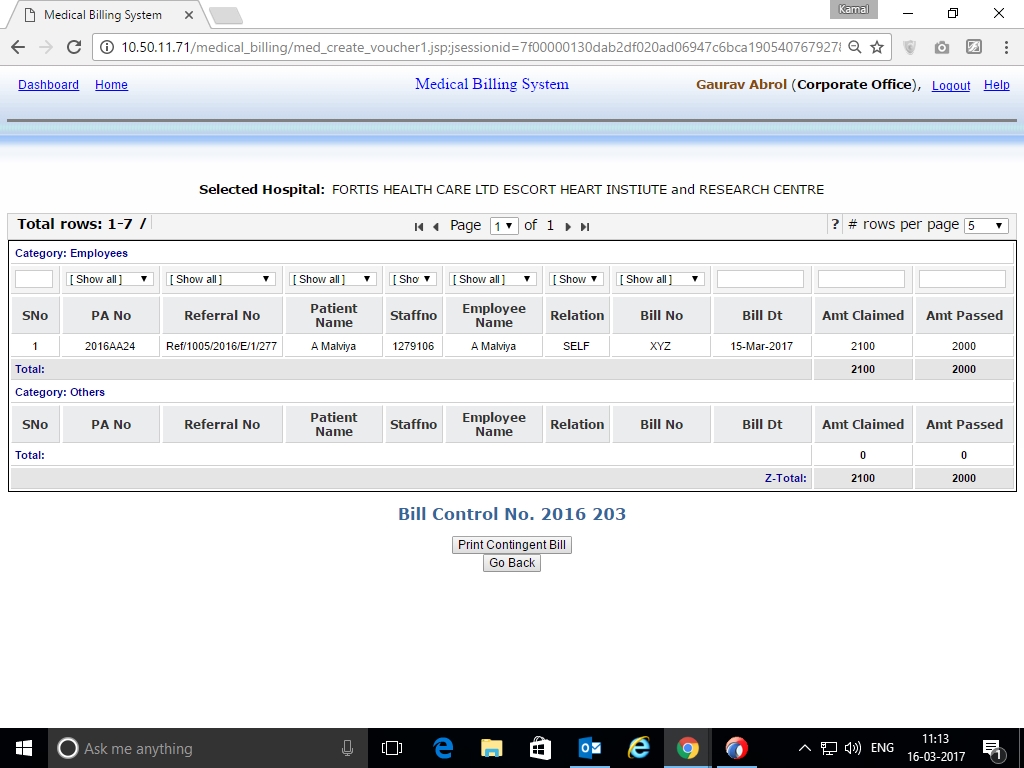 Medical Billing System
Kamal
10.50.11.71/medical_billing/med_create_voucher1.jsp;jsessionid=7f00000130dab2df020ad06947c6bca1905407679278
Dashboard Home Medical Billing System Gaurav Abrol (Corporate Office), Logout Help
Selected Hospital: FORTIS HEALTH CARE LTD ESCORT HEART INSTIUTE and RESEARCH CENTRE
Total rows: 1-7 / Page 1 of 1 ? # rows per page 5
Category: Employees
[ Show all ] [ Show all ] [ Show all ] [ Sho [ Show all ] [ Show [ Show all ]
SNo PA No Referral No Patient Name Staffno Employee Name Relation Bill No Bill Dt Amt Claimed Amt Passed
1 2016AA24 Ref/1005/2016/E/1/277 A Malviya 1279106 A Malviya SELF XYZ 15-Mar-2017 2100 2000
Total: 2100 2000
Category: Others
SNo PA No Referral No Patient Name Staffno Employee Name Relation Bill No Bill Dt Amt Claimed Amt Passed
Total: 0 0
Z-Total: 2100 2000
Bill Control No. 2016 203
Print Contingent Bill
Go Back
Ask me anything
ENG
11:13
16-03-2017
1